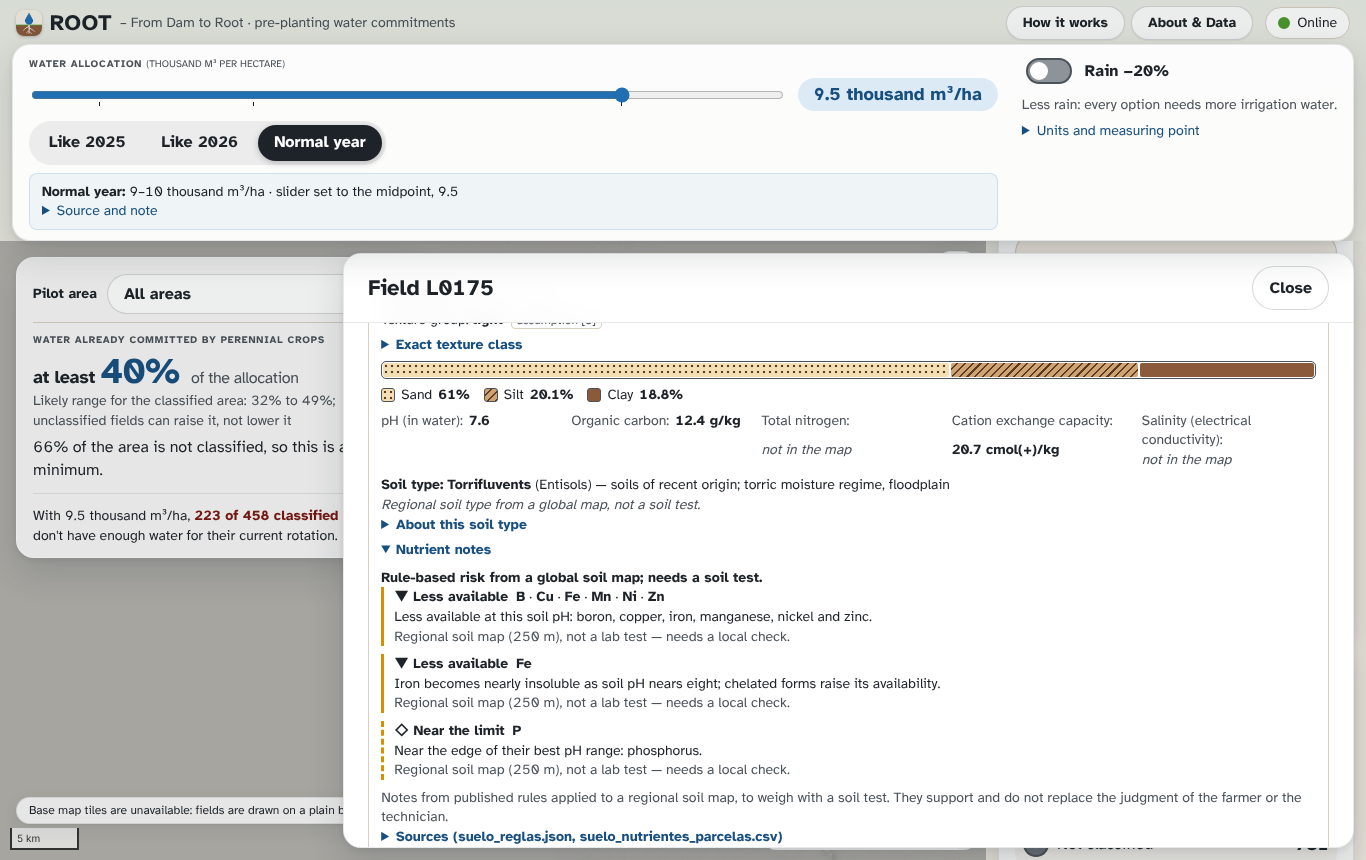 ROOT – From Dam to Root · pre-planting water commitments
How it works
About & Data
Online
WATER ALLOCATION (THOUSAND M³ PER HECTARE)
9.5 thousand m³/ha
Like 2025
Like 2026
Normal year
Normal year: 9–10 thousand m³/ha · slider set to the midpoint, 9.5
Source and note
Rain −20%
Less rain: every option needs more irrigation water.
Units and measuring point
Pilot area
All areas
WATER ALREADY COMMITTED BY PERENNIAL CROPS
at least 40% of the allocation
Likely range for the classified area: 32% to 49%;
unclassified fields can raise it, not lower it
66% of the area is not classified, so this is a
minimum.
With 9.5 thousand m³/ha, 223 of 458 classified
don't have enough water for their current rotation.
Base map tiles are unavailable: fields are drawn on a plain
5 km
Field L0175
Close
Exact texture class
Sand 61%
Silt 20.1%
Clay 18.8%
pH (in water): 7.6
Organic carbon: 12.4 g/kg
Total nitrogen:
not in the map
Cation exchange capacity:
20.7 cmol(+)/kg
Salinity (electrical
conductivity):
not in the map
Soil type: Torrifluvents (Entisols) — soils of recent origin; torric moisture regime, floodplain
Regional soil type from a global map, not a soil test.
About this soil type
Nutrient notes
Rule-based risk from a global soil map; needs a soil test.
Less available B · Cu · Fe · Mn · Ni · Zn
Less available at this soil pH: boron, copper, iron, manganese, nickel and zinc.
Regional soil map (250 m), not a lab test — needs a local check.
Less available Fe
Iron becomes nearly insoluble as soil pH nears eight; chelated forms raise its availability.
Regional soil map (250 m), not a lab test — needs a local check.
Near the limit P
Near the edge of their best pH range: phosphorus.
Regional soil map (250 m), not a lab test — needs a local check.
Notes from published rules applied to a regional soil map, to weigh with a soil test. They support and do not replace the judgment of the farmer or the
technician.
Sources (suelo_reglas.json, suelo_nutrientes_parcelas.csv)